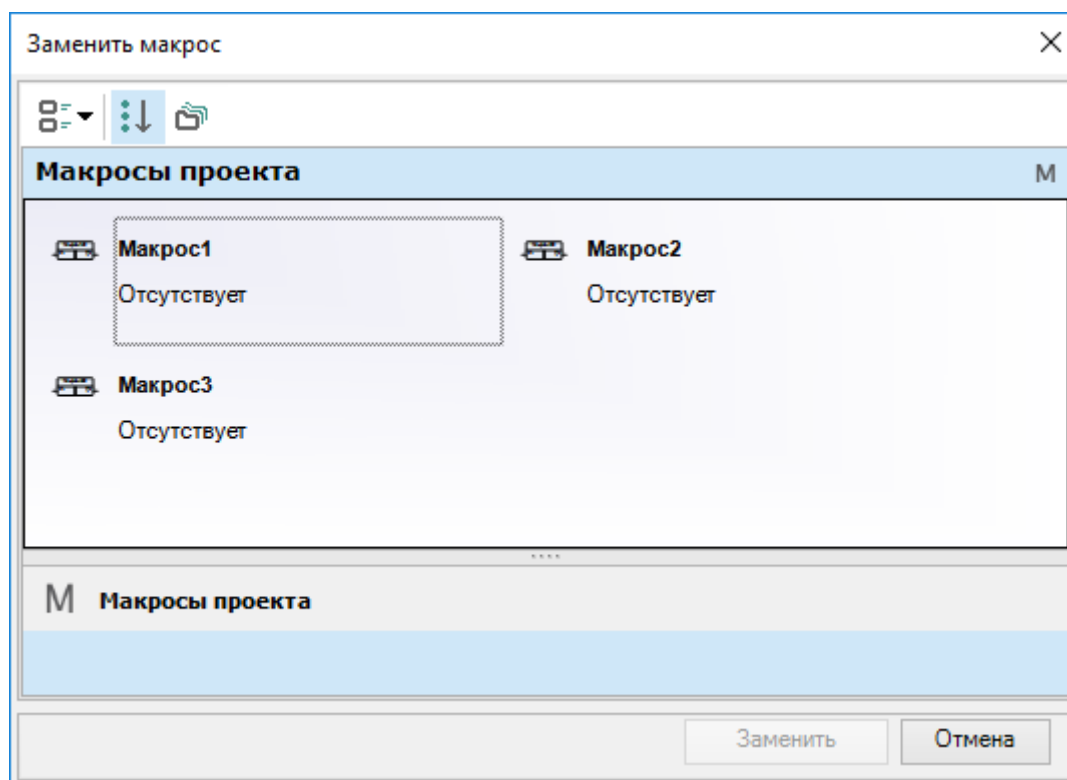 Заменить макрос
Макросы проекта M
Макрос1 Макрос2
Отсутствует Отсутствует
Макрос3
Отсутствует
M Макросы проекта
Заменить Отмена